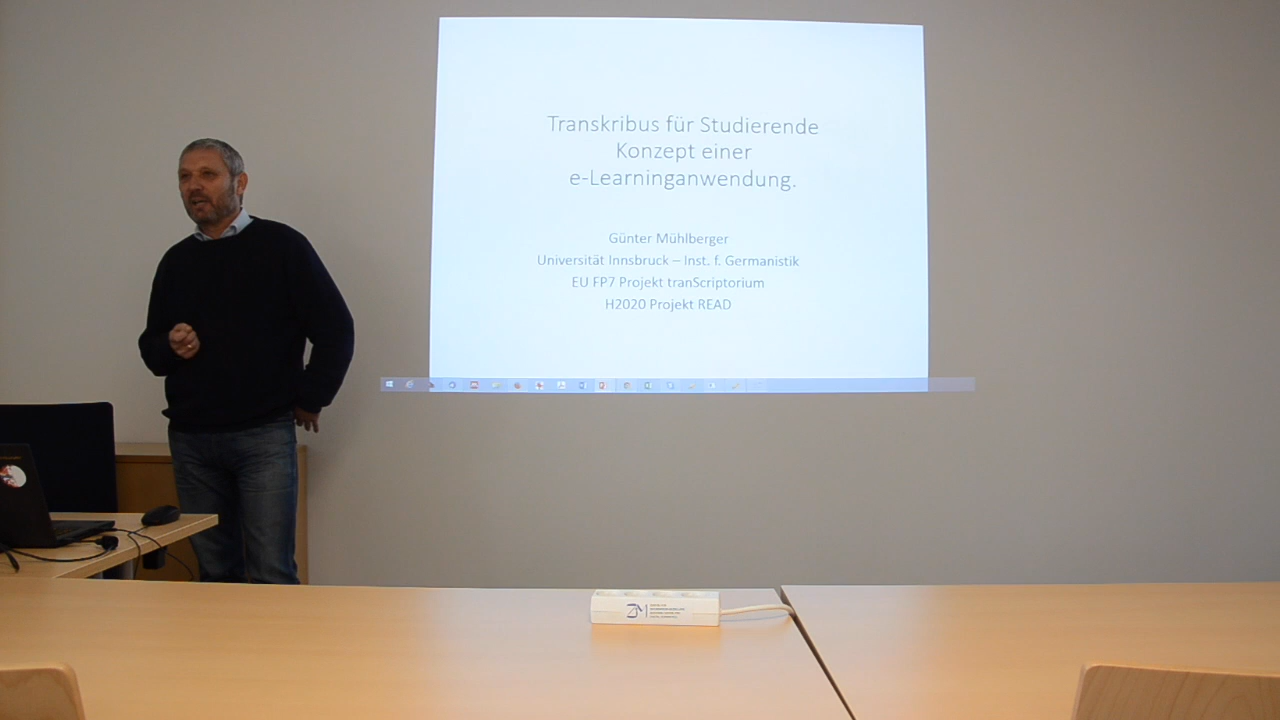 Transkribus für Studierende
Konzept einer
e-Learninganwendung.
Günter Mühlberger
Universität Innsbruck – Inst. f. Germanistik
EU FP7 Projekt tranScriptorium
H2020 Projekt READ